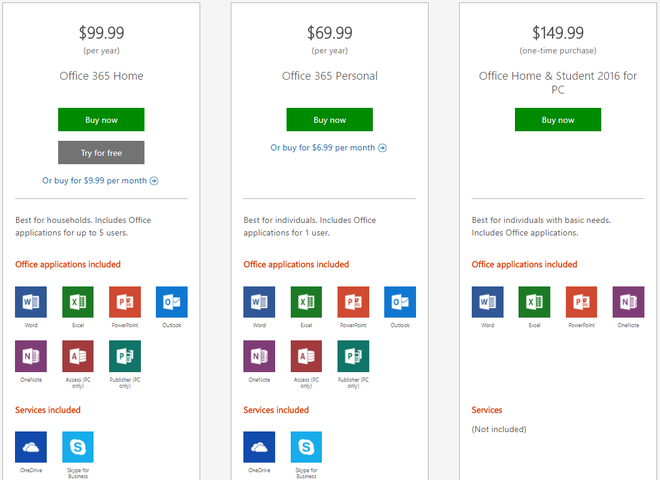 $99.99
(per year)
Office 365 Home
Buy now
Try for free
Or buy for $9.99 per month
Best for households. Includes Office
applications for up to 5 users.
Office applications included
Word Excel PowerPoint Outlook
OneNote Access (PC only) Publisher (PC only)
Services included
OneDrive Skype for Business
$69.99
(per year)
Office 365 Personal
Buy now
Or buy for $6.99 per month
Best for individuals. Includes Office
applications for 1 user.
Office applications included
Word Excel PowerPoint Outlook
OneNote Access (PC only) Publisher (PC only)
Services included
OneDrive Skype for Business
$149.99
(one-time purchase)
Office Home & Student 2016 for
PC
Buy now
Best for individuals with basic needs.
Includes Office applications.
Office applications included
Word Excel PowerPoint OneNote
Services
(Not included)